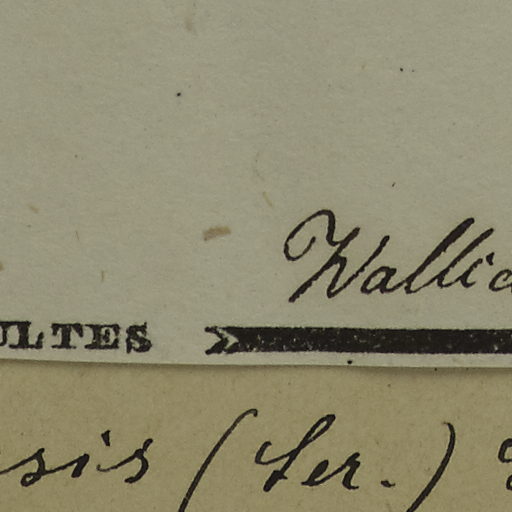 Wallic
ULTES
sis (Ser.)